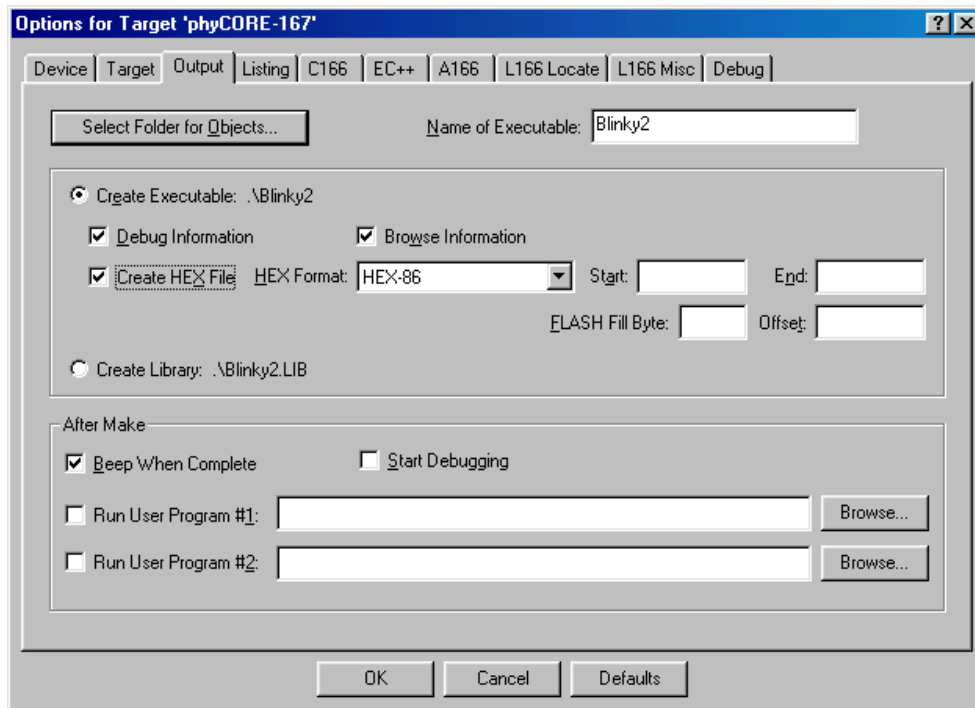 Options for Target 'phyCORE-167'
Device Target Output Listing C166 EC++ A166 L166 Locate L166 Misc Debug
Select Folder for Objects... Name of Executable: Blinky2
Create Executable: .\Blinky2
Debug Information Browse Information
Create HEX File HEX Format: HEX-86 Start: End:
FLASH Fill Byte: Offset:
Create Library: .\Blinky2.LIB
After Make
Beep When Complete Start Debugging
Run User Program #1: Browse...
Run User Program #2: Browse...
OK Cancel Defaults